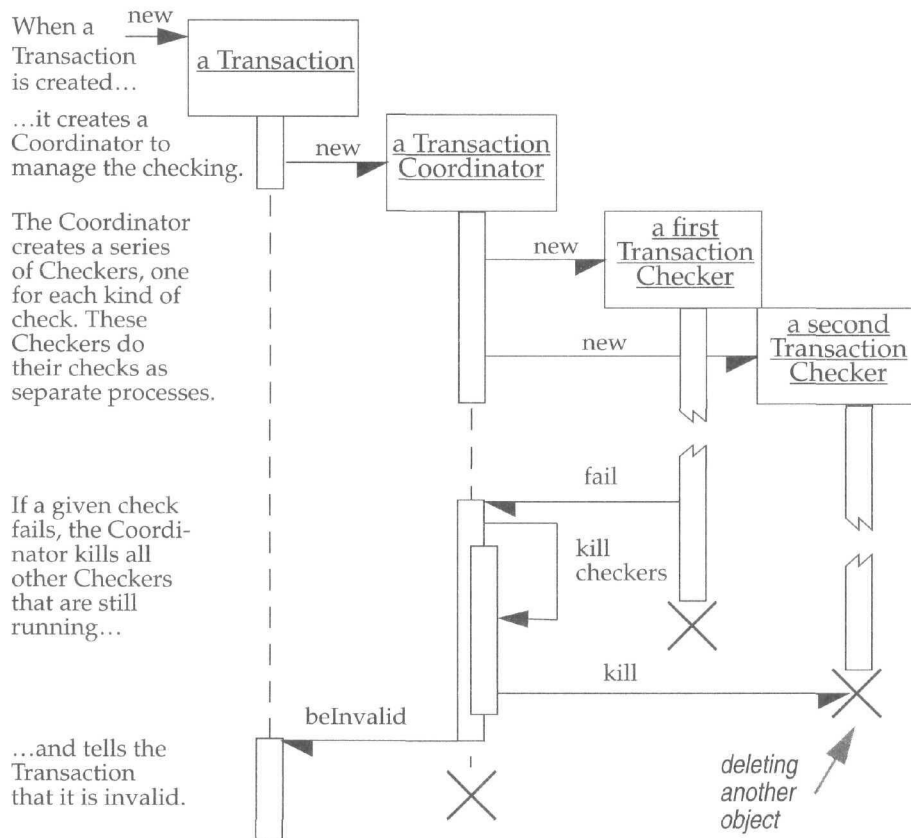 When a
Transaction
is created…
new
a Transaction
…it creates a
Coordinator to
manage the checking.
new
a Transaction
Coordinator
The Coordinator
creates a series
of Checkers, one
for each kind of
check. These
Checkers do
their checks as
separate processes.
new
a first
Transaction
Checker
new
a second
Transaction
Checker
If a given check
fails, the Coordi-
nator kills all
other Checkers
that are still
running…
fail
kill
checkers
kill
beInvalid
…and tells the
Transaction
that it is invalid.
deleting
another
object